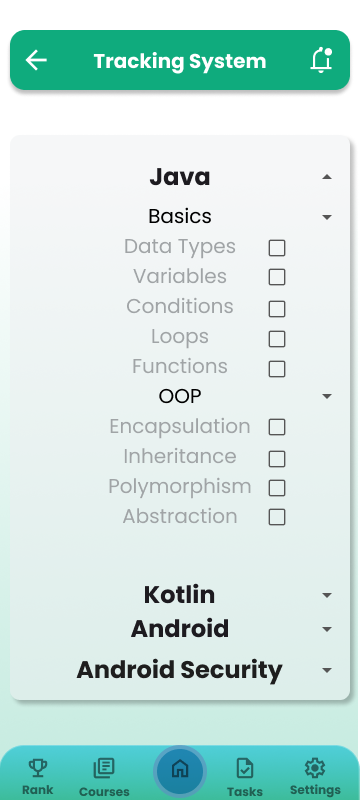 Tracking System
Java
Basics
Data Types
Variables
Conditions
Loops
Functions
OOP
Encapsulation
Inheritance
Polymorphism
Abstraction
Kotlin
Android
Android Security
Rank
Courses
Tasks
Settings